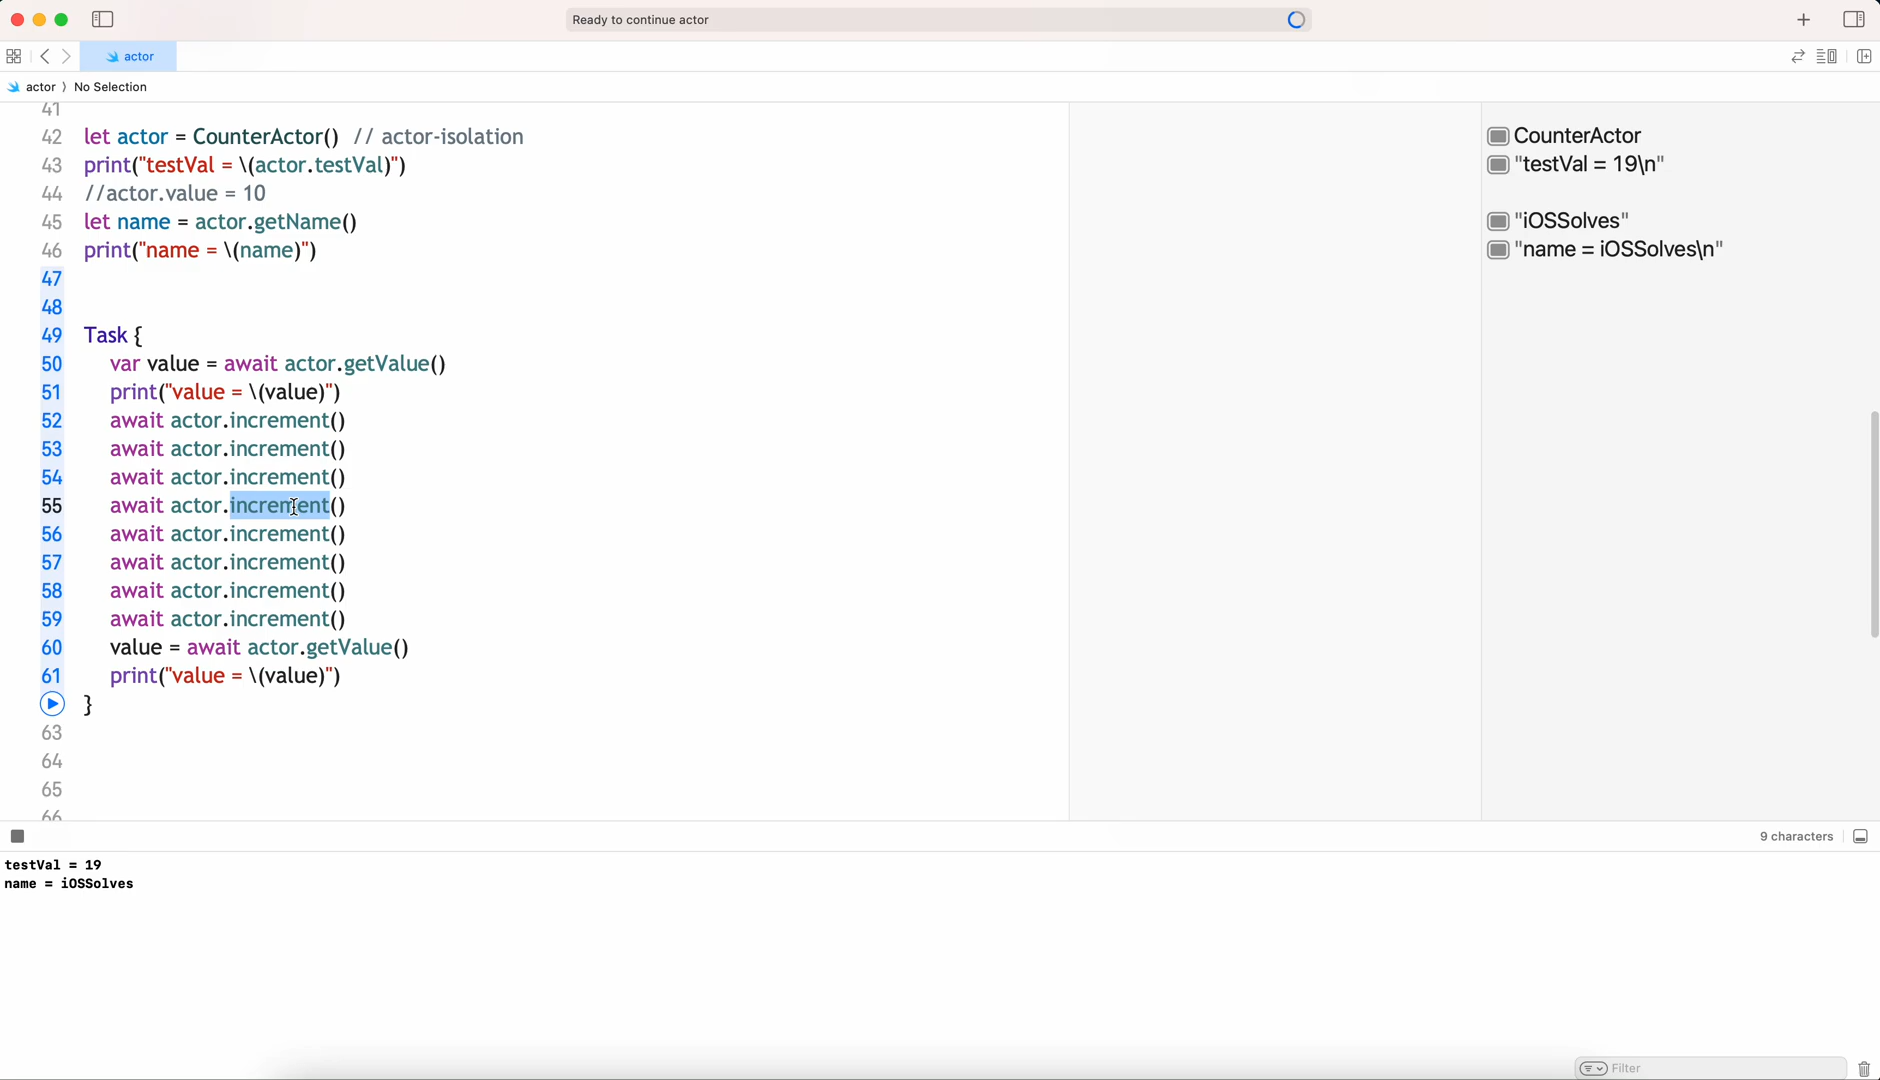 Ready to continue actor
actor
actor
No Selection
41
42 let actor = CounterActor() // actor-isolation
43 print("testVal = \(actor.testVal)")
44 //actor.value = 10
45 let name = actor.getName()
46 print("name = \(name)")
47
48
49 Task {
50 var value = await actor.getValue()
51 print("value = \(value)")
52 await actor.increment()
53 await actor.increment()
54 await actor.increment()
55 await actor.increment()
56 await actor.increment()
57 await actor.increment()
58 await actor.increment()
59 await actor.increment()
60 value = await actor.getValue()
61 print("value = \(value)")
}
63
64
65
66
CounterActor
"testVal = 19\n"
"iOSSolves"
"name = iOSSolves\n"
9 characters
testVal = 19
name = iOSSolves
Filter